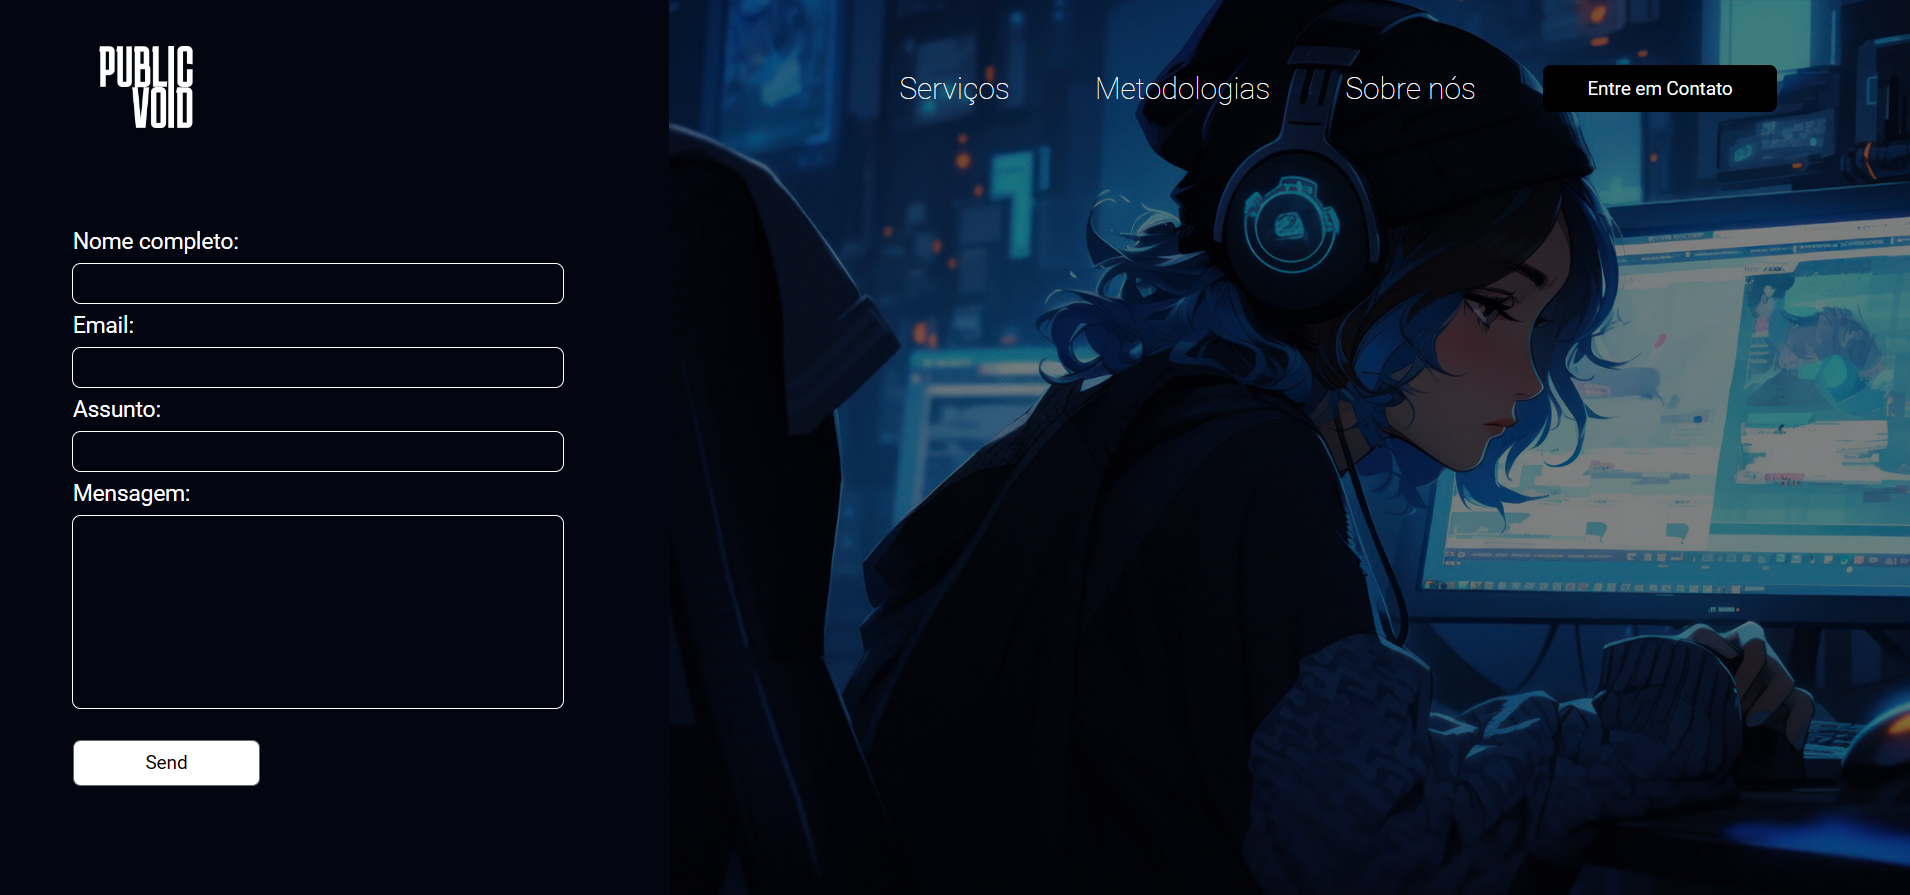 PUBLIC
VOID
Serviços
Metodologias
Sobre nós
Entre em Contato
Nome completo:
Email:
Assunto:
Mensagem:
Send